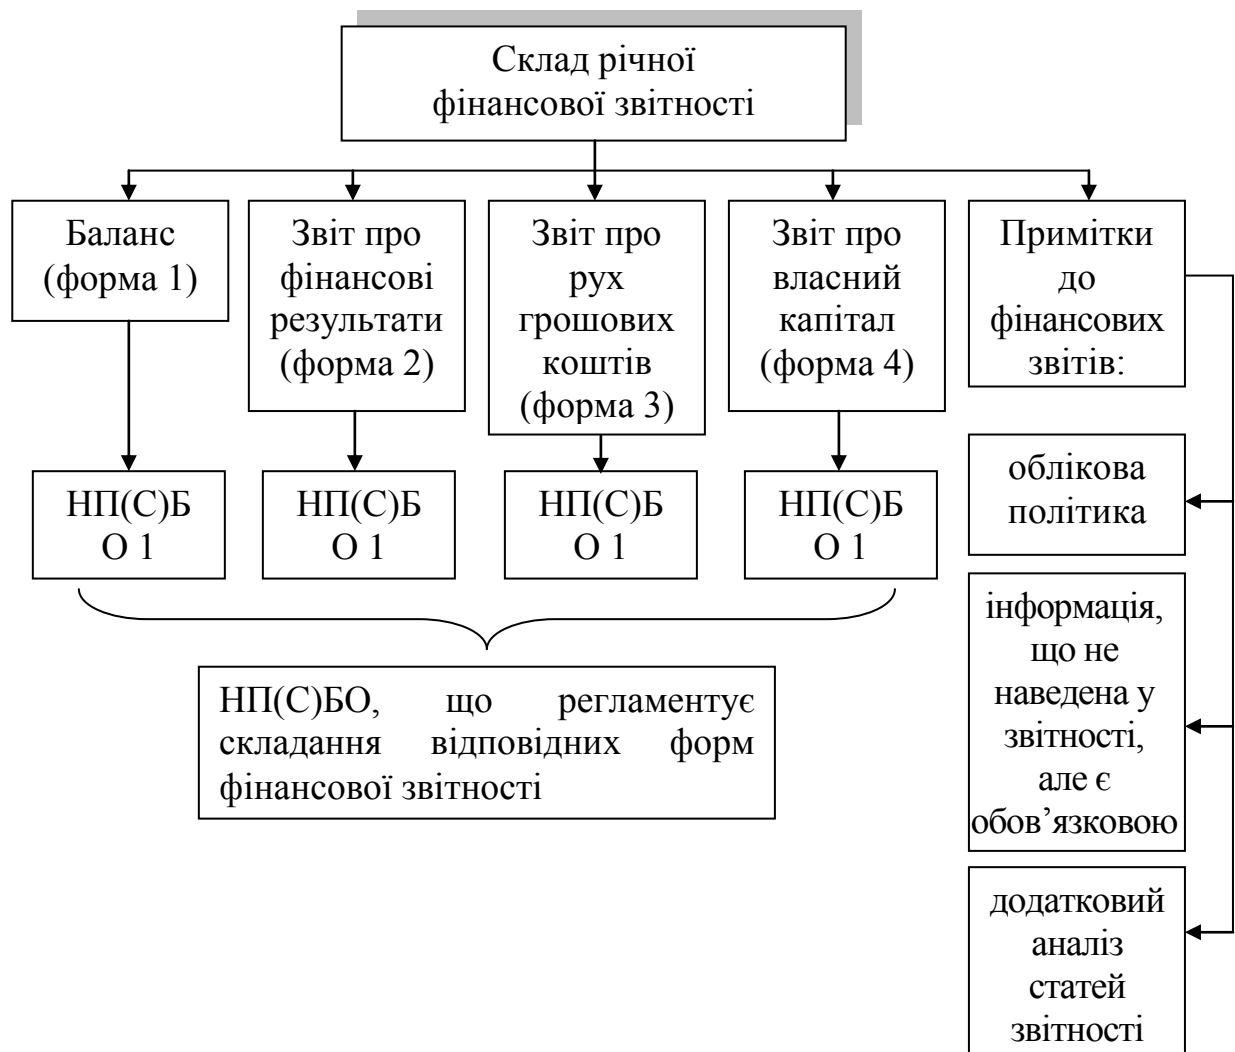 Склад річної
фінансової звітності
Баланс
(форма 1)
Звіт про
фінансові
результати
(форма 2)
Звіт про
рух
грошових
коштів
(форма 3)
Звіт про
власний
капітал
(форма 4)
Примітки
до
фінансових
звітів:
НП(С)Б
О 1
НП(С)Б
О 1
НП(С)Б
О 1
НП(С)Б
О 1
НП(С)БО, що регламентує
складання відповідних форм
фінансової звітності
облікова
політика
інформація,
що не
наведена у
звітності,
але є
обов’язковою
додатковий
аналіз
статей
звітності